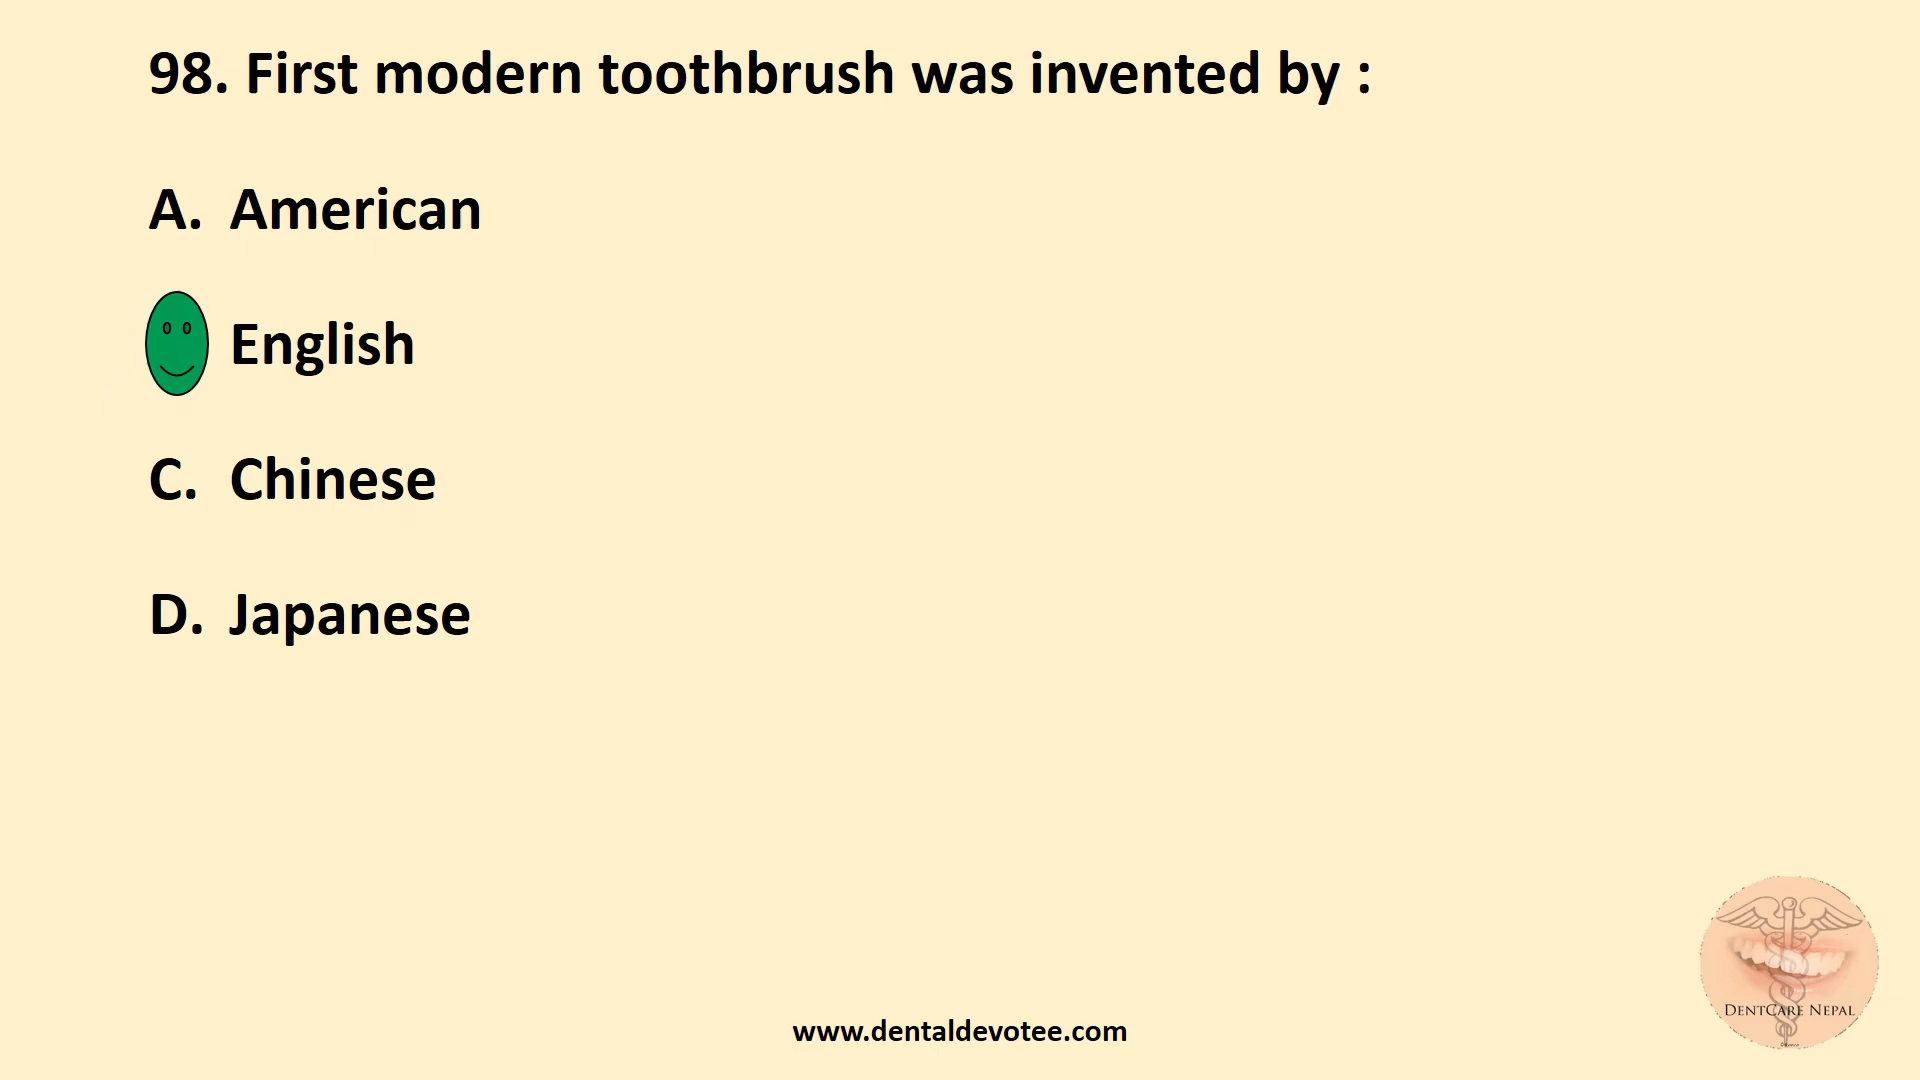 98. First modern toothbrush was invented by :
A. American
English
C. Chinese
D. Japanese
DENTCARE NEPAL
www.dentaldevotee.com